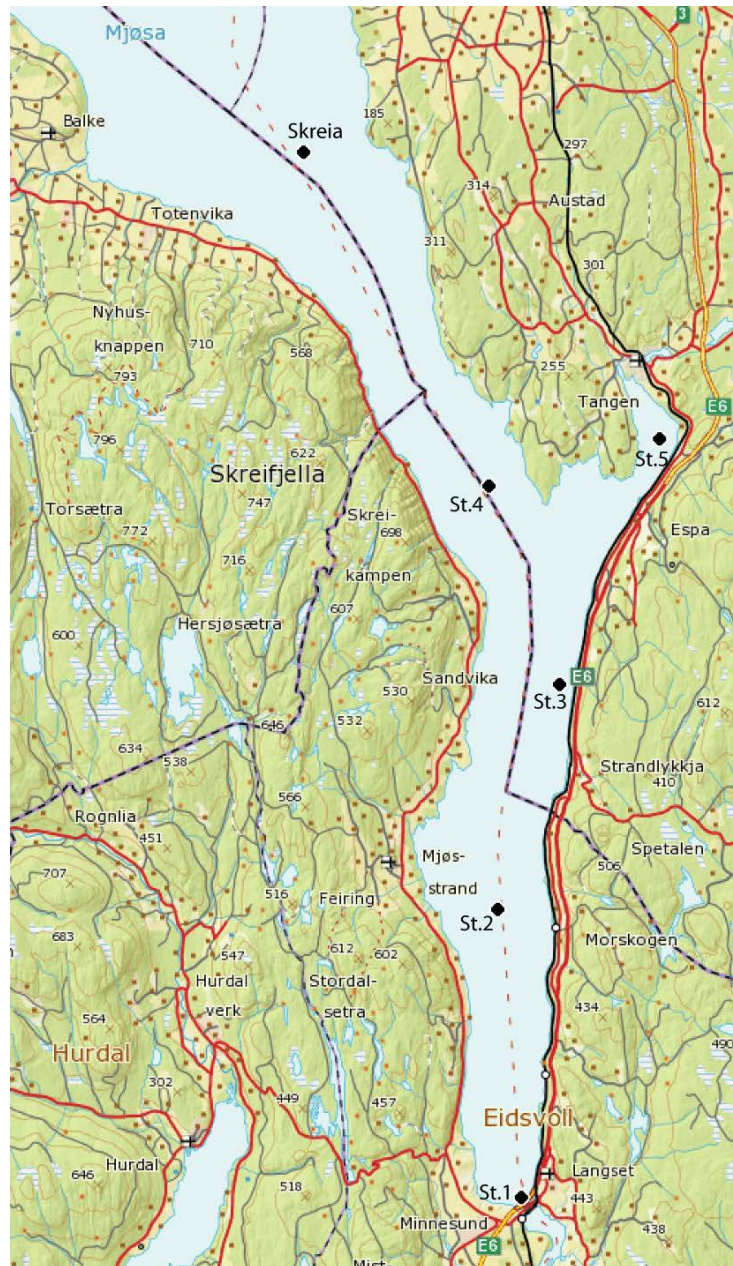 Mjøsa
3
Balke
Skreia
185
297
314
Austad
Totenvika
311
301
Nyhus-
knappen
710
568
793
255
Tangen
E6
796
622
St.5
Skreifjella
St.4
747
Torsætra
Skrei-
698
Espa
772
716
kampen
607
600
Hersjøsætra
Sandvika
530
St.3
E6
612
646
532
634
538
Strandlykkja
410
566
Rognlia
451
Mjøs-
strand
Spetalen
506
707
516
Feiring
St.2
683
547
612
602
Morskogen
Hurdal
verk
Stordal-
setra
564
434
490
Hurdal
302
449
457
Eidsvoll
Hurdal
Langset
646
518
St.1
443
Minnesund
438
E6